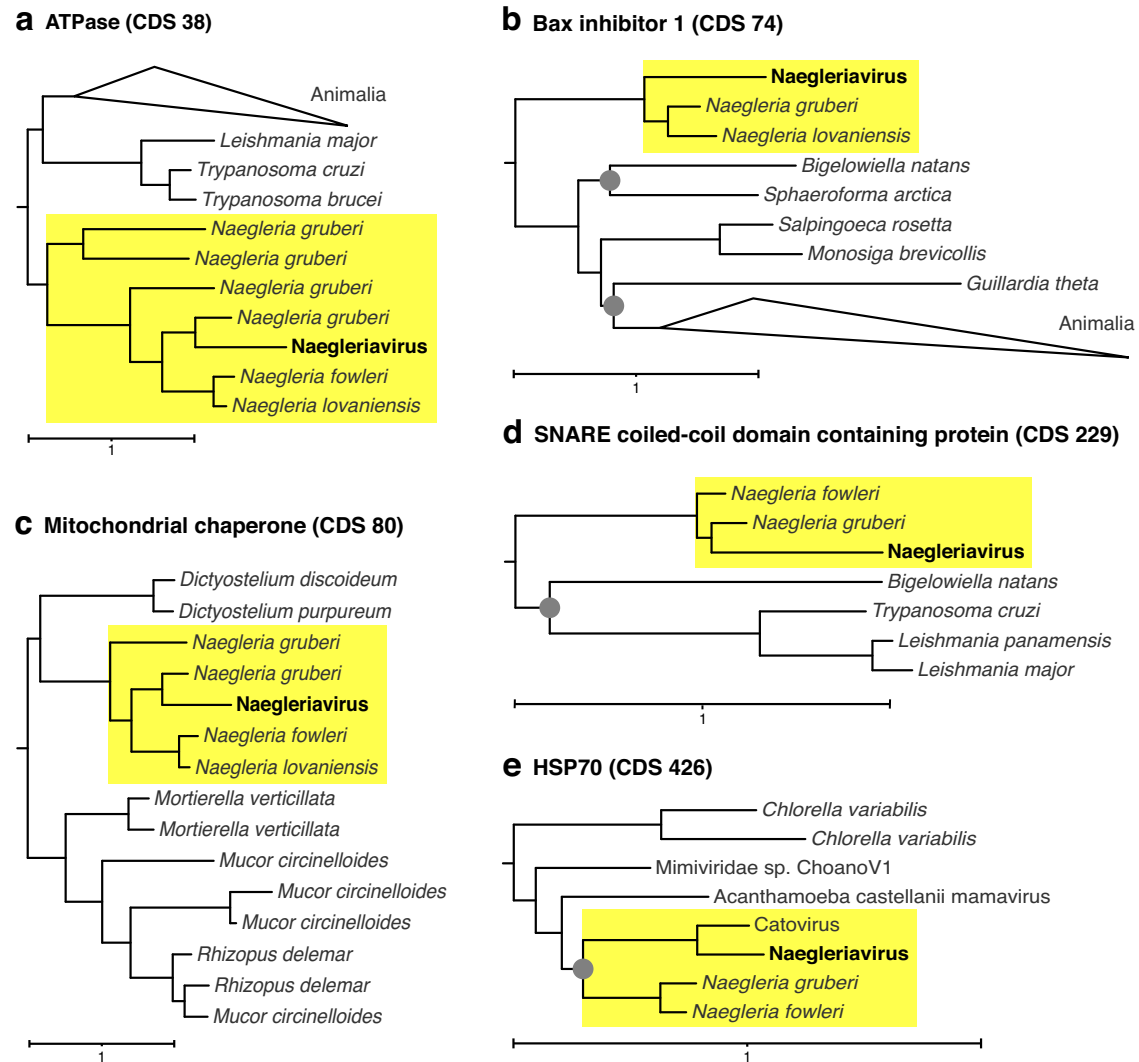 a ATPase (CDS 38)
Animalia
Leishmania major
Trypanosoma cruzi
Trypanosoma brucei
Naegleria gruberi
Naegleria gruberi
Naegleria gruberi
Naegleria gruberi
Naegleriavirus
Naegleria fowleri
Naegleria lovaniensis
1
b Bax inhibitor 1 (CDS 74)
Naegleriavirus
Naegleria gruberi
Naegleria lovaniensis
Bigelowiella natans
Sphaeroforma arctica
Salpingoeca rosetta
Monosiga brevicollis
Guillardia theta
Animalia
1
c Mitochondrial chaperone (CDS 80)
Dictyostelium discoideum
Dictyostelium purpureum
Naegleria gruberi
Naegleria gruberi
Naegleriavirus
Naegleria fowleri
Naegleria lovaniensis
Mortierella verticillata
Mortierella verticillata
Mucor circinelloides
Mucor circinelloides
Mucor circinelloides
Rhizopus delemar
Rhizopus delemar
Mucor circinelloides
1
d SNARE coiled-coil domain containing protein (CDS 229)
Naegleria fowleri
Naegleria gruberi
Naegleriavirus
Bigelowiella natans
Trypanosoma cruzi
Leishmania panamensis
Leishmania major
1
e HSP70 (CDS 426)
Chlorella variabilis
Chlorella variabilis
Mimiviridae sp. ChoanoV1
Acanthamoeba castellanii mamavirus
Catovirus
Naegleriavirus
Naegleria gruberi
Naegleria fowleri
1